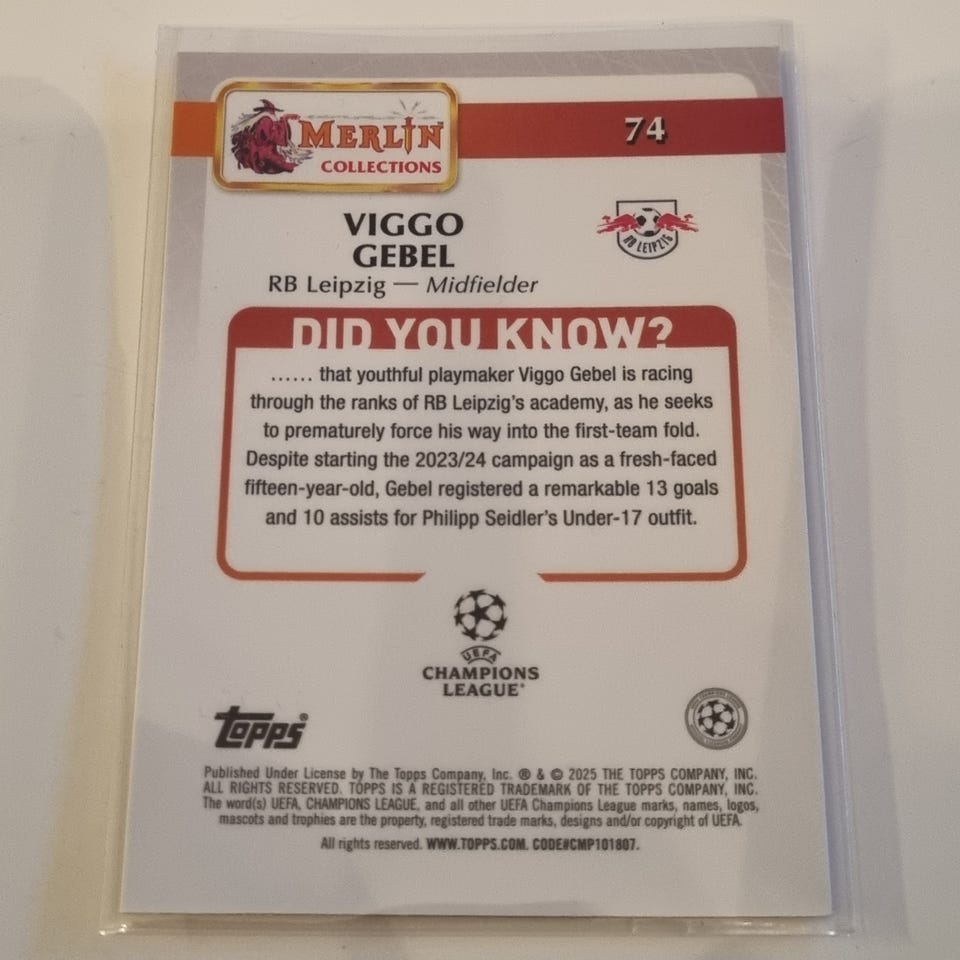 MERLIN
COLLECTIONS
74
VIGGO
GEBEL
RB LEIPZIG
RB Leipzig — Midfielder
DID YOU KNOW?
...... that youthful playmaker Viggo Gebel is racing
through the ranks of RB Leipzig's academy, as he seeks
to prematurely force his way into the first-team fold.
Despite starting the 2023/24 campaign as a fresh-faced
fifteen-year-old, Gebel registered a remarkable 13 goals
and 10 assists for Philipp Seidler's Under-17 outfit.
UEFA
CHAMPIONS
LEAGUE®
Topps®
Published Under License by The Topps Company, Inc. ® & © 2025 THE TOPPS COMPANY, INC.
ALL RIGHTS RESERVED. TOPPS IS A REGISTERED TRADEMARK OF THE TOPPS COMPANY, INC.
The word(s) UEFA, CHAMPIONS LEAGUE, and all other UEFA Champions League marks, names, logos,
mascots and trophies are the property, registered trade marks, designs and/or copyright of UEFA.
All rights reserved. WWW.TOPPS.COM. CODE#CMP101807.